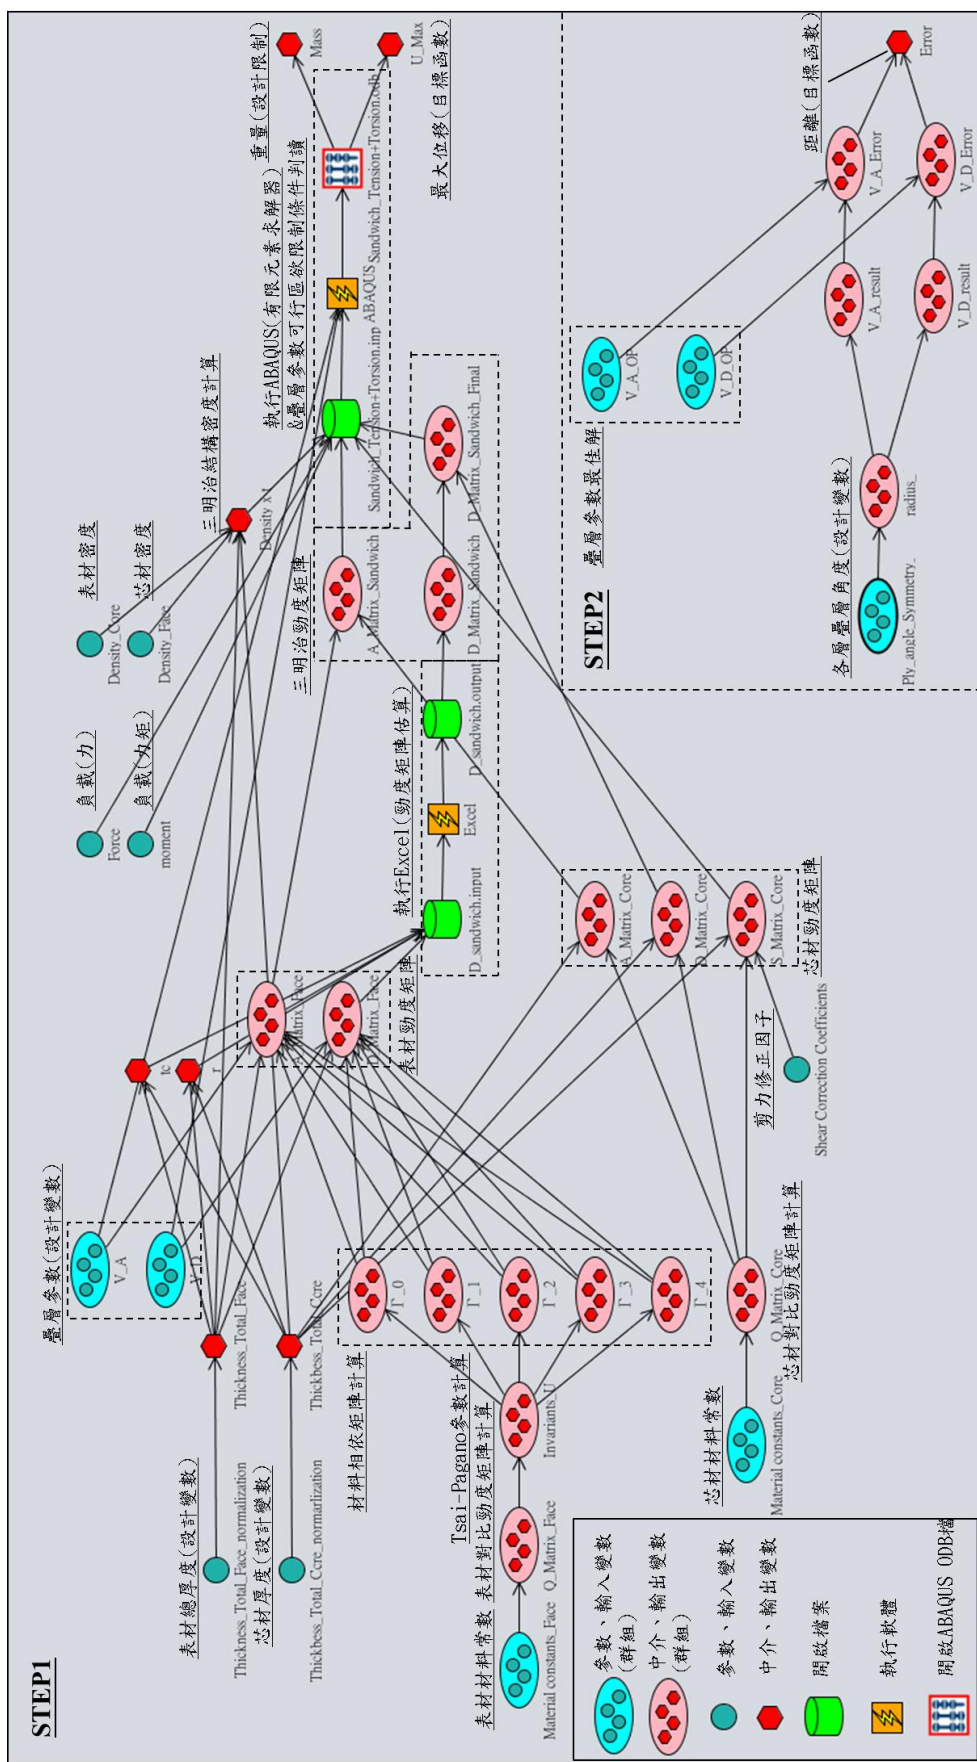 STEP1
表材總厚度(設計變數)
Thickness_Total_Face_normalization
芯材厚度(設計變數)
Thickbess_Total_Ccre_nomarlization
疊層參數(設計變數)
V_A
V_D
Thickness_Total_Face
Thickbess_Total_Ccre
tc
r
負載(力)
Force
負載(力矩)
moment
表材密度
Density_Core
芯材密度
Density_Face
三明治結構密度計算
Density x t
重量(設計限制)
Mass
執行ABAQUS(有限元素求解器)
&疊層參數可行區欲限制條件判讀
U_Max
最大位移(目標函數)
Sandwich_Tension+Torsion.inp
ABAQUS
Sandwich_Tension+Torsion.odb
三明治勁度矩陣
A_Matrix_Sandwich
D_Matrix_Sandwich
D_Matrix_Sandwich_Final
執行Excel(勁度矩陣估算)
D_sandwich.input
Excel
D_sandwich.output
A_Matrix_Face
D_Matrix_Face
表材勁度矩陣
材料相依矩陣計算
Γ_0
Γ_1
Γ_2
Γ_3
Γ_4
Tsai-Pagano參數計算
表材材料常數
表材對比勁度矩陣計算
Material constants_Face
Q_Matrix_Face
Invariants_U
芯材材料常數
Material constants_Core
Q_Matrix_Core
芯材對比勁度矩陣計算
A_Matrix_Core
D_Matrix_Core
S_Matrix_Core
芯材勁度矩陣
剪力修正因子
Shear Correction Coefficients
參數、輸入變數
(群組)
中介、輸出變數
(群組)
參數、輸入變數
中介、輸出變數
開啟檔案
執行軟體
開啟ABAQUS ODB檔
STEP2
疊層參數最佳解
V_A_OP
V_D_OP
各層疊層角度(設計變數)
Ply_angle_Symmetry_
radius_
V_A_result
V_D_result
V_A_Error
V_D_Error
距離(目標函數)
Error